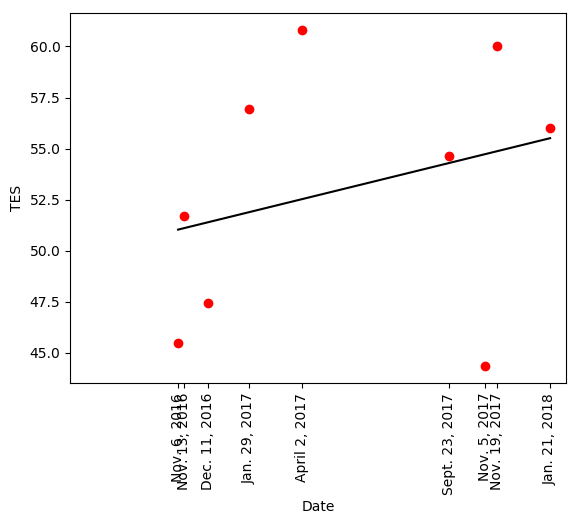 60.0
57.5
55.0
52.5
50.0
47.5
45.0
TES
Nov. 6, 2016
Nov. 13, 2016
Dec. 11, 2016
Jan. 29, 2017
April 2, 2017
Sept. 23, 2017
Nov. 5, 2017
Nov. 19, 2017
Jan. 21, 2018
Date